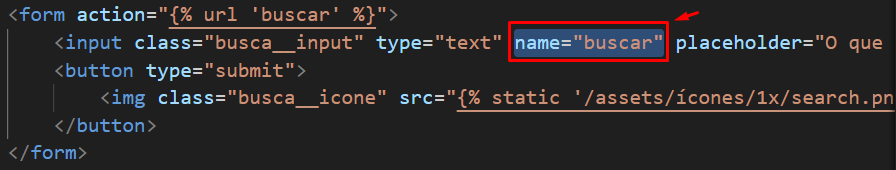 <form action="{% url 'buscar' %}">
<input class="busca__input" type="text" name="buscar" placeholder="O que
<button type="submit">
<img class="busca__icone" src="{% static '/assets/ícones/1x/search.pn
</button>
</form>